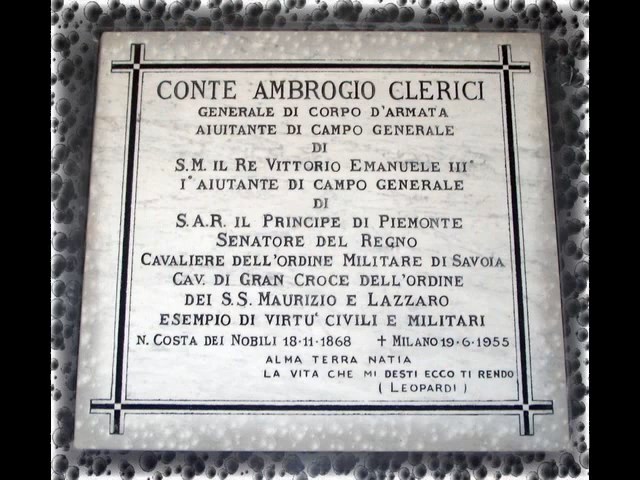 CONTE AMBROGIO CLERICI
GENERALE DI CORPO D'ARMATA
AIUITANTE DI CAMPO GENERALE
DI
S.M. IL RE VITTORIO EMANUELE III°
I° AIUTANTE DI CAMPO GENERALE
DI
S.A.R. IL PRINCIPE DI PIEMONTE
SENATORE DEL REGNO
CAVALIERE DELL'ORDINE MILITARE DI SAVOIA
CAV. DI GRAN CROCE DELL'ORDINE
DEI S.S. MAURIZIO E LAZZARO
ESEMPIO DI VIRTU' CIVILI E MILITARI
N. COSTA DEI NOBILI 18·11·1868 † MILANO 19·6·1955
ALMA TERRA NATIA
LA VITA CHE MI DESTI ECCO TI RENDO
(LEOPARDI)